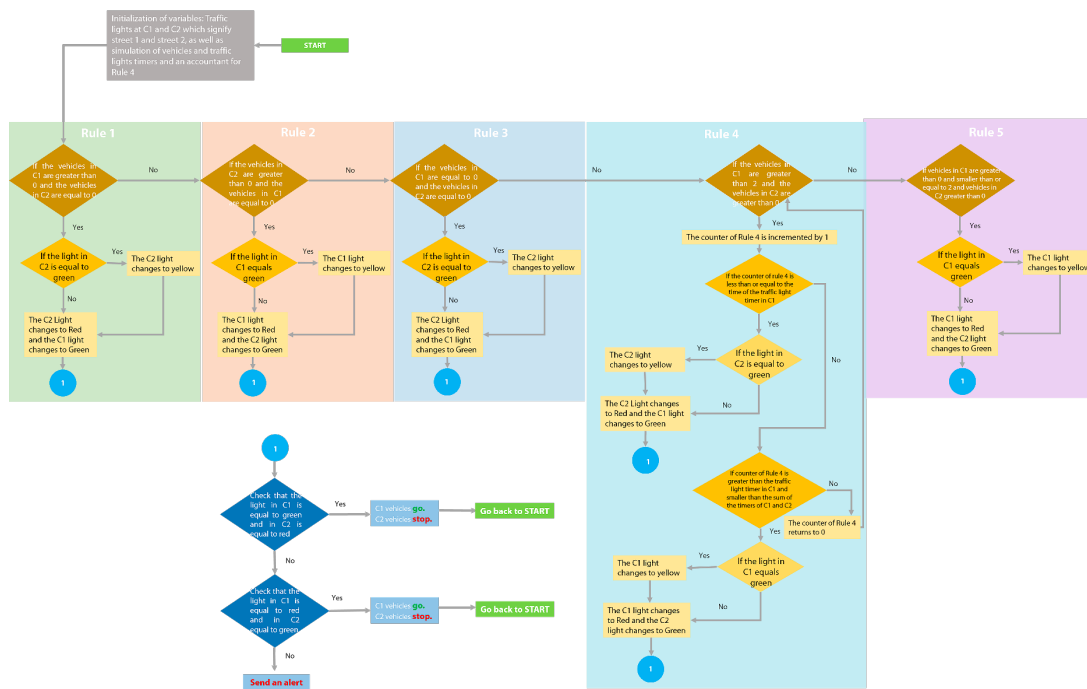 Initialization of variables: Traffic
lights at C1 and C2 which signify
street 1 and street 2, as well as
simulation of vehicles and traffic
lights timers and an accountant for
Rule 4
START
Rule 1
If the vehicles in
C1 are greater than
0 and the vehicles
in C2 are equal to 0
No
Yes
If the light in
C2 is equal to
green
Yes
The C2 light
changes to yellow
No
The C2 Light
changes to Red
and the C1 light
changes to Green
1
Rule 2
If the vehicles in
C2 are greater
than 0 and the
vehicles in C1
are equal to 0
No
Yes
If the light in
C1 equals
green
Yes
The C1 light
changes to yellow
No
The C1 light
changes to Red
and the C2 light
changes to Green
1
Rule 3
If the vehicles in
C1 are equal to 0
and the vehicles in
C2 are equal to 0
No
Yes
If the light in
C2 is equal to
green
Yes
The C2 light
changes to yellow
No
The C2 Light
changes to Red
and the C1 light
changes to Green
1
Rule 4
If the vehicles in
C1 are greater
than 2 and the
vehicles in C2 are
greater than 0
No
Yes
The counter of Rule 4 is incremented by 1
If the counter of rule 4 is
less than or equal to the
time of the traffic light
timer in C1
Yes
No
If the light in
C2 is equal to
green
Yes
The C2 light
changes to yellow
No
The C2 Light changes
to Red and the C1 light
changes to Green
1
If counter of Rule 4 is
greater than the traffic
light timer in C1 and
smaller than the sum of
the timers of C1 and C2
No
The counter of Rule 4
returns to 0
Yes
If the light in
C1 equals
green
Yes
The C1 light
changes to yellow
No
The C1 light changes
to Red and the C2
light changes to Green
1
Rule 5
If vehicles in C1 are greater
than 0 and smaller than or
equal to 2 and vehicles in
C2 greater than 0
Yes
If the light in
C1 equals
green
Yes
The C1 light
changes to yellow
No
The C1 light
changes to Red
and the C2 light
changes to Green
1
1
Check that the
light in C1 is
equal to green
and in C2 is
equal to red
Yes
C1 vehicles go.
C2 vehicles stop.
Go back to START
No
Check that the
light in C1 is
equal to red
and in C2
equal to green
Yes
C1 vehicles go.
C2 vehicles stop.
Go back to START
No
Send an alert